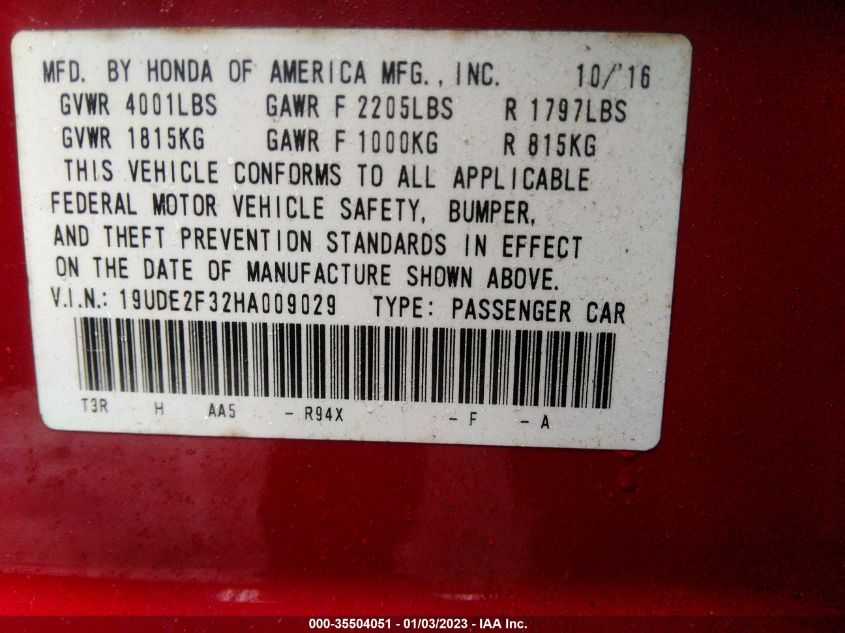 MFD. BY HONDA OF AMERICA MFG., INC. 10/'16
GVWR 4001LBS GAWR F 2205LBS R 1797LBS
GVWR 1815KG GAWR F 1000KG R 815KG
THIS VEHICLE CONFORMS TO ALL APPLICABLE
FEDERAL MOTOR VEHICLE SAFETY, BUMPER,
AND THEFT PREVENTION STANDARDS IN EFFECT
ON THE DATE OF MANUFACTURE SHOWN ABOVE.
V.I.N.: 19UDE2F32HA009029 TYPE: PASSENGER CAR
T3R H AA5 - R94X - F - A
000-35504051 - 01/03/2023 - IAA Inc.